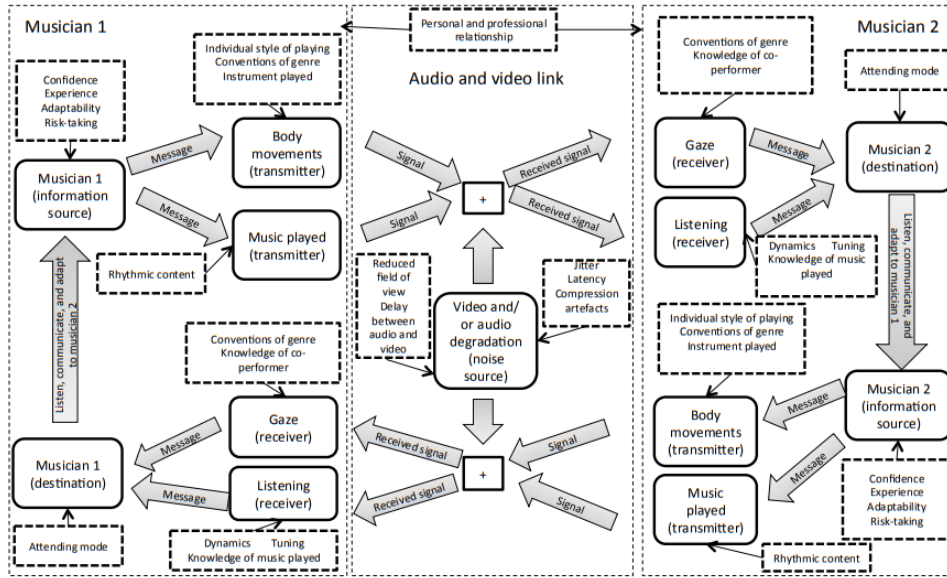 Musician 1
Individual style of playing
Conventions of genre
Instrument played
Confidence
Experience
Adaptability
Risk-taking
Message
Body
movements
(transmitter)
Musician 1
(information
source)
Message
Music played
(transmitter)
Rhythmic content
Listen, communicate, and adapt
to musician 2
Conventions of genre
Knowledge of co-
performer
Gaze
(receiver)
Message
Musician 1
(destination)
Message
Listening
(receiver)
Attending mode
Dynamics Tuning
Knowledge of music played
Personal and professional
relationship
Audio and video link
Signal
Received signal
Signal
+
Received signal
Reduced
field of
view
Delay
between
audio and
video
Video and/
or audio
degradation
(noise
source)
Jitter
Latency
Compression
artefacts
Received signal
Signal
+
Received signal
Signal
Musician 2
Conventions of genre
Knowledge of co-
performer
Attending mode
Gaze
(receiver)
Message
Musician 2
(destination)
Listening
(receiver)
Message
Dynamics Tuning
Knowledge of music
played
Listen, communicate, and
adapt to musician 1
Individual style of playing
Conventions of genre
Instrument played
Body
movements
(transmitter)
Message
Musician 2
(information
source)
Message
Music
played
(transmitter)
Confidence
Experience
Adaptability
Risk-taking
Rhythmic content